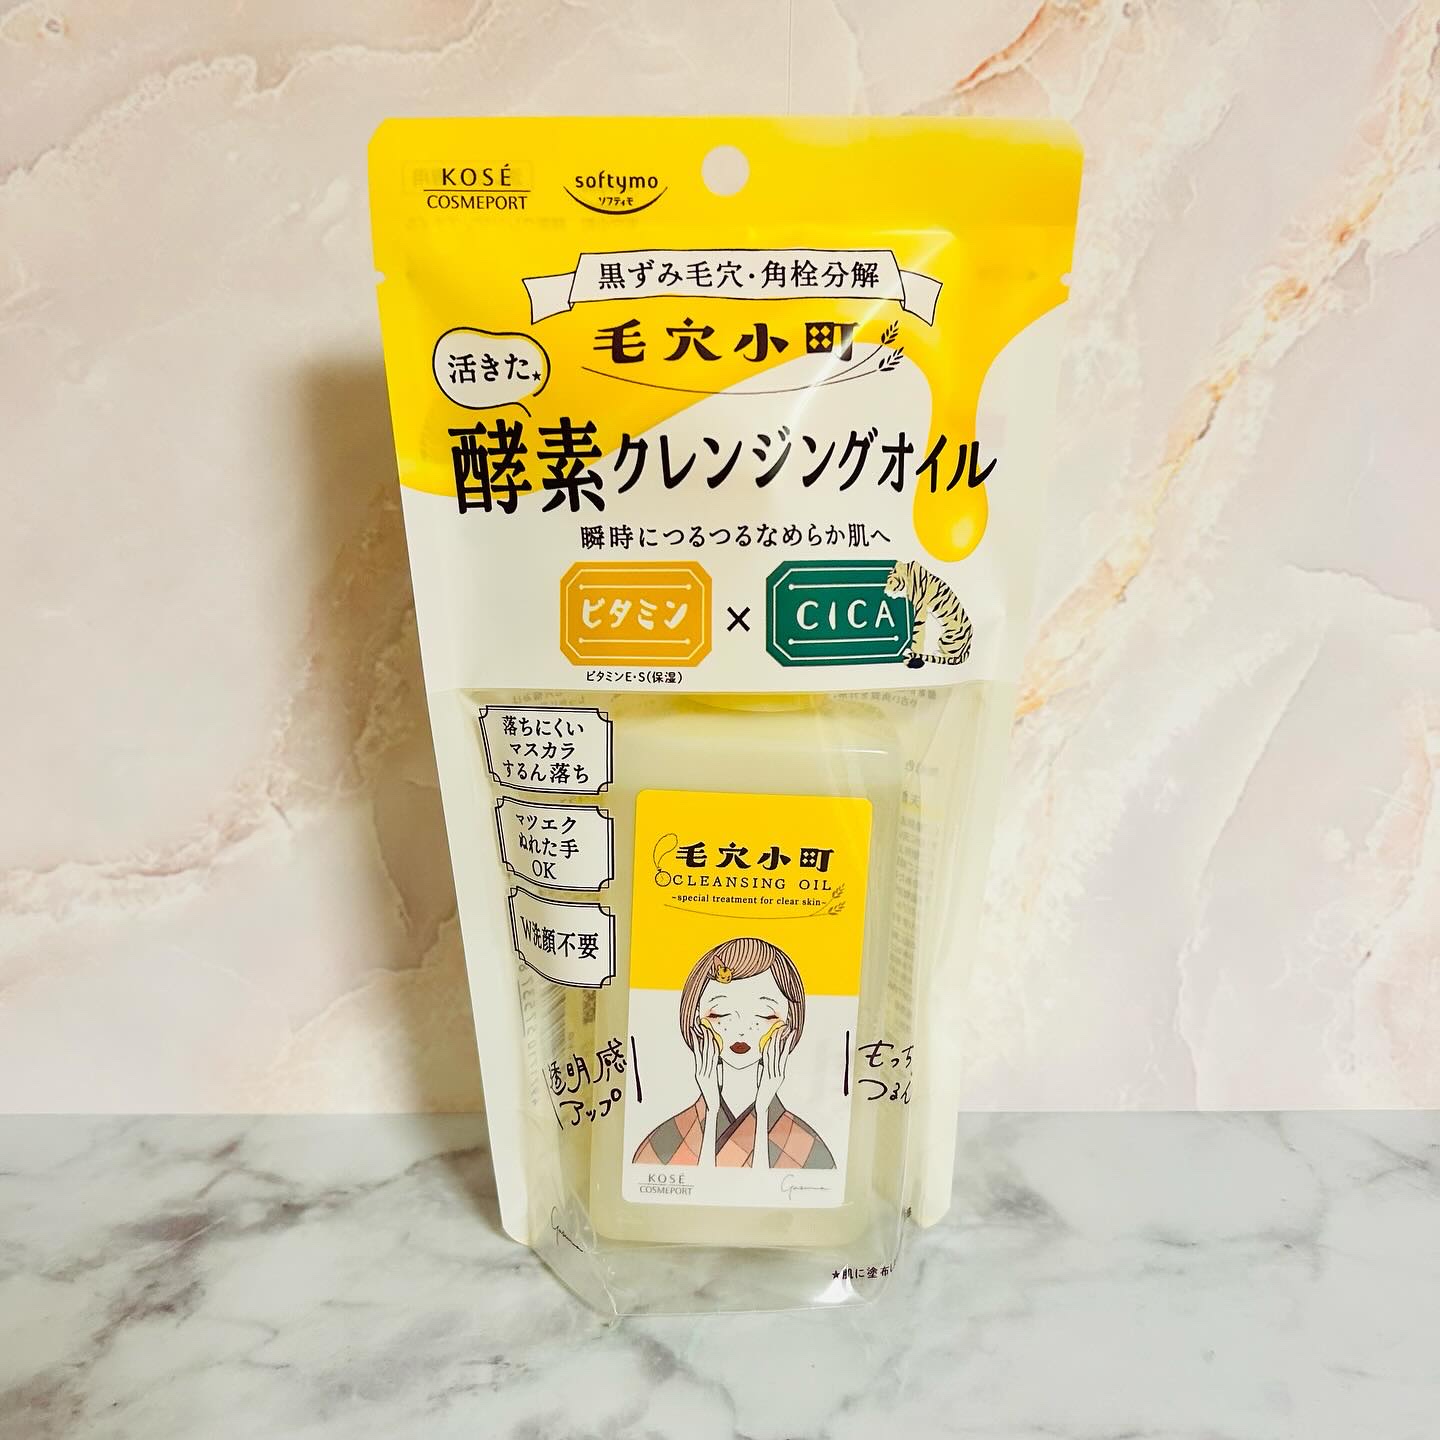 KOSÉ
COSMEPORT
softymo
ソフティモ
黒ずみ毛穴・角栓分解
毛穴小町
活きた★
酵素クレンジングオイル
瞬時につるつるなめらか肌へ
ビタミン × CICA
ビタミンE・S(保湿)
落ちにくい
マスカラ
するん落ち
マツエク
ぬれた手
OK
W洗顔不要
透明感
アップ
もっち
つるん
毛穴小町
CLEANSING OIL
~special treatment for clear skin~
KOSÉ
COSMEPORT
★肌に塗布